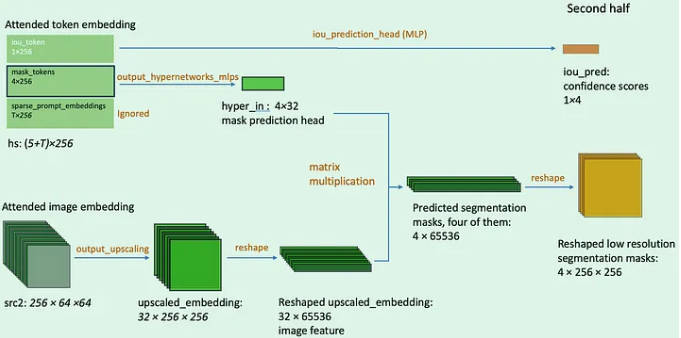 Second half
Attended token embedding
iou_token
1×256
iou_prediction_head (MLP)
mask_tokens
4×256
output_hypernetworks_mlps
iou_pred:
confidence scores
1×4
sparse_prompt_embeddings
T×256
Ignored
hyper_in : 4×32
mask prediction head
hs: (5+T)×256
matrix
multiplication
reshape
Attended image embedding
Predicted segmentation
masks, four of them:
4 × 65536
output_upscaling
reshape
Reshaped low resolution
segmentation masks:
4 × 256 × 256
src2: 256 × 64 ×64
upscaled_embedding:
32 × 256 × 256
Reshaped upscaled_embedding:
32 × 65536
image feature